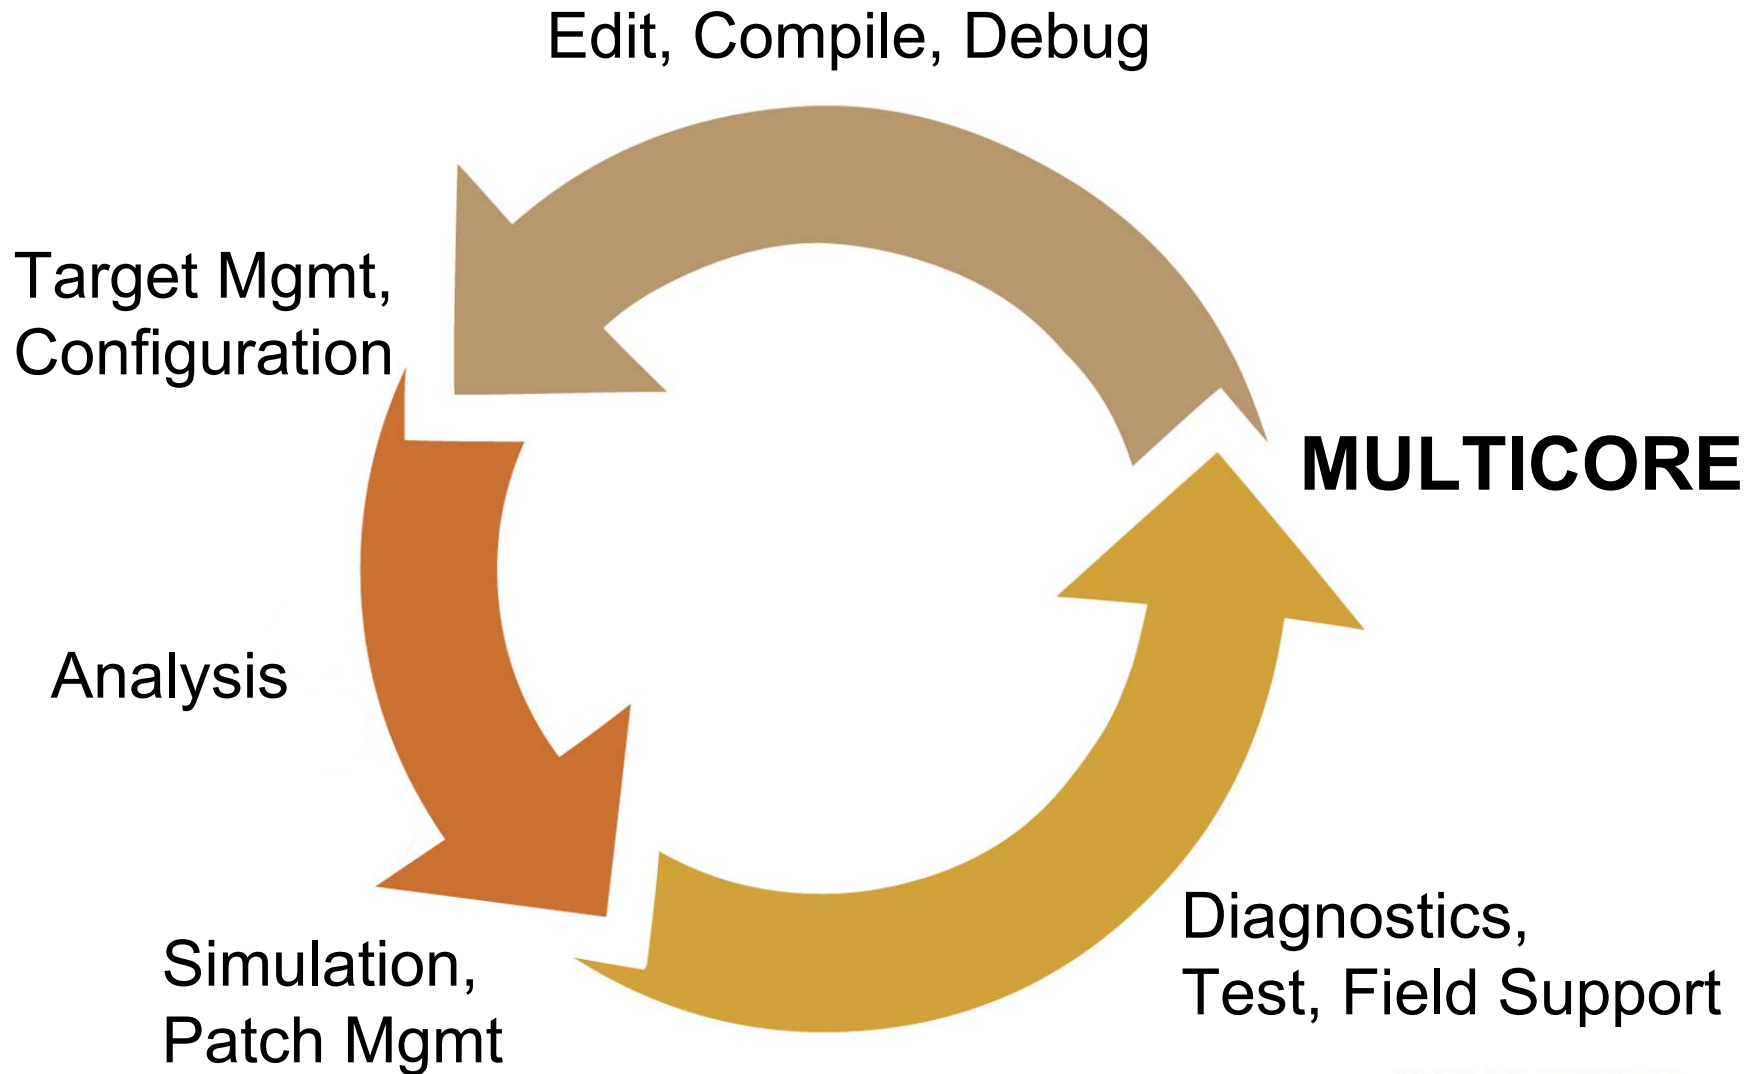 Edit, Compile, Debug
Target Mgmt,
Configuration
MULTICORE
Analysis
Diagnostics,
Test, Field Support
Simulation,
Patch Mgmt